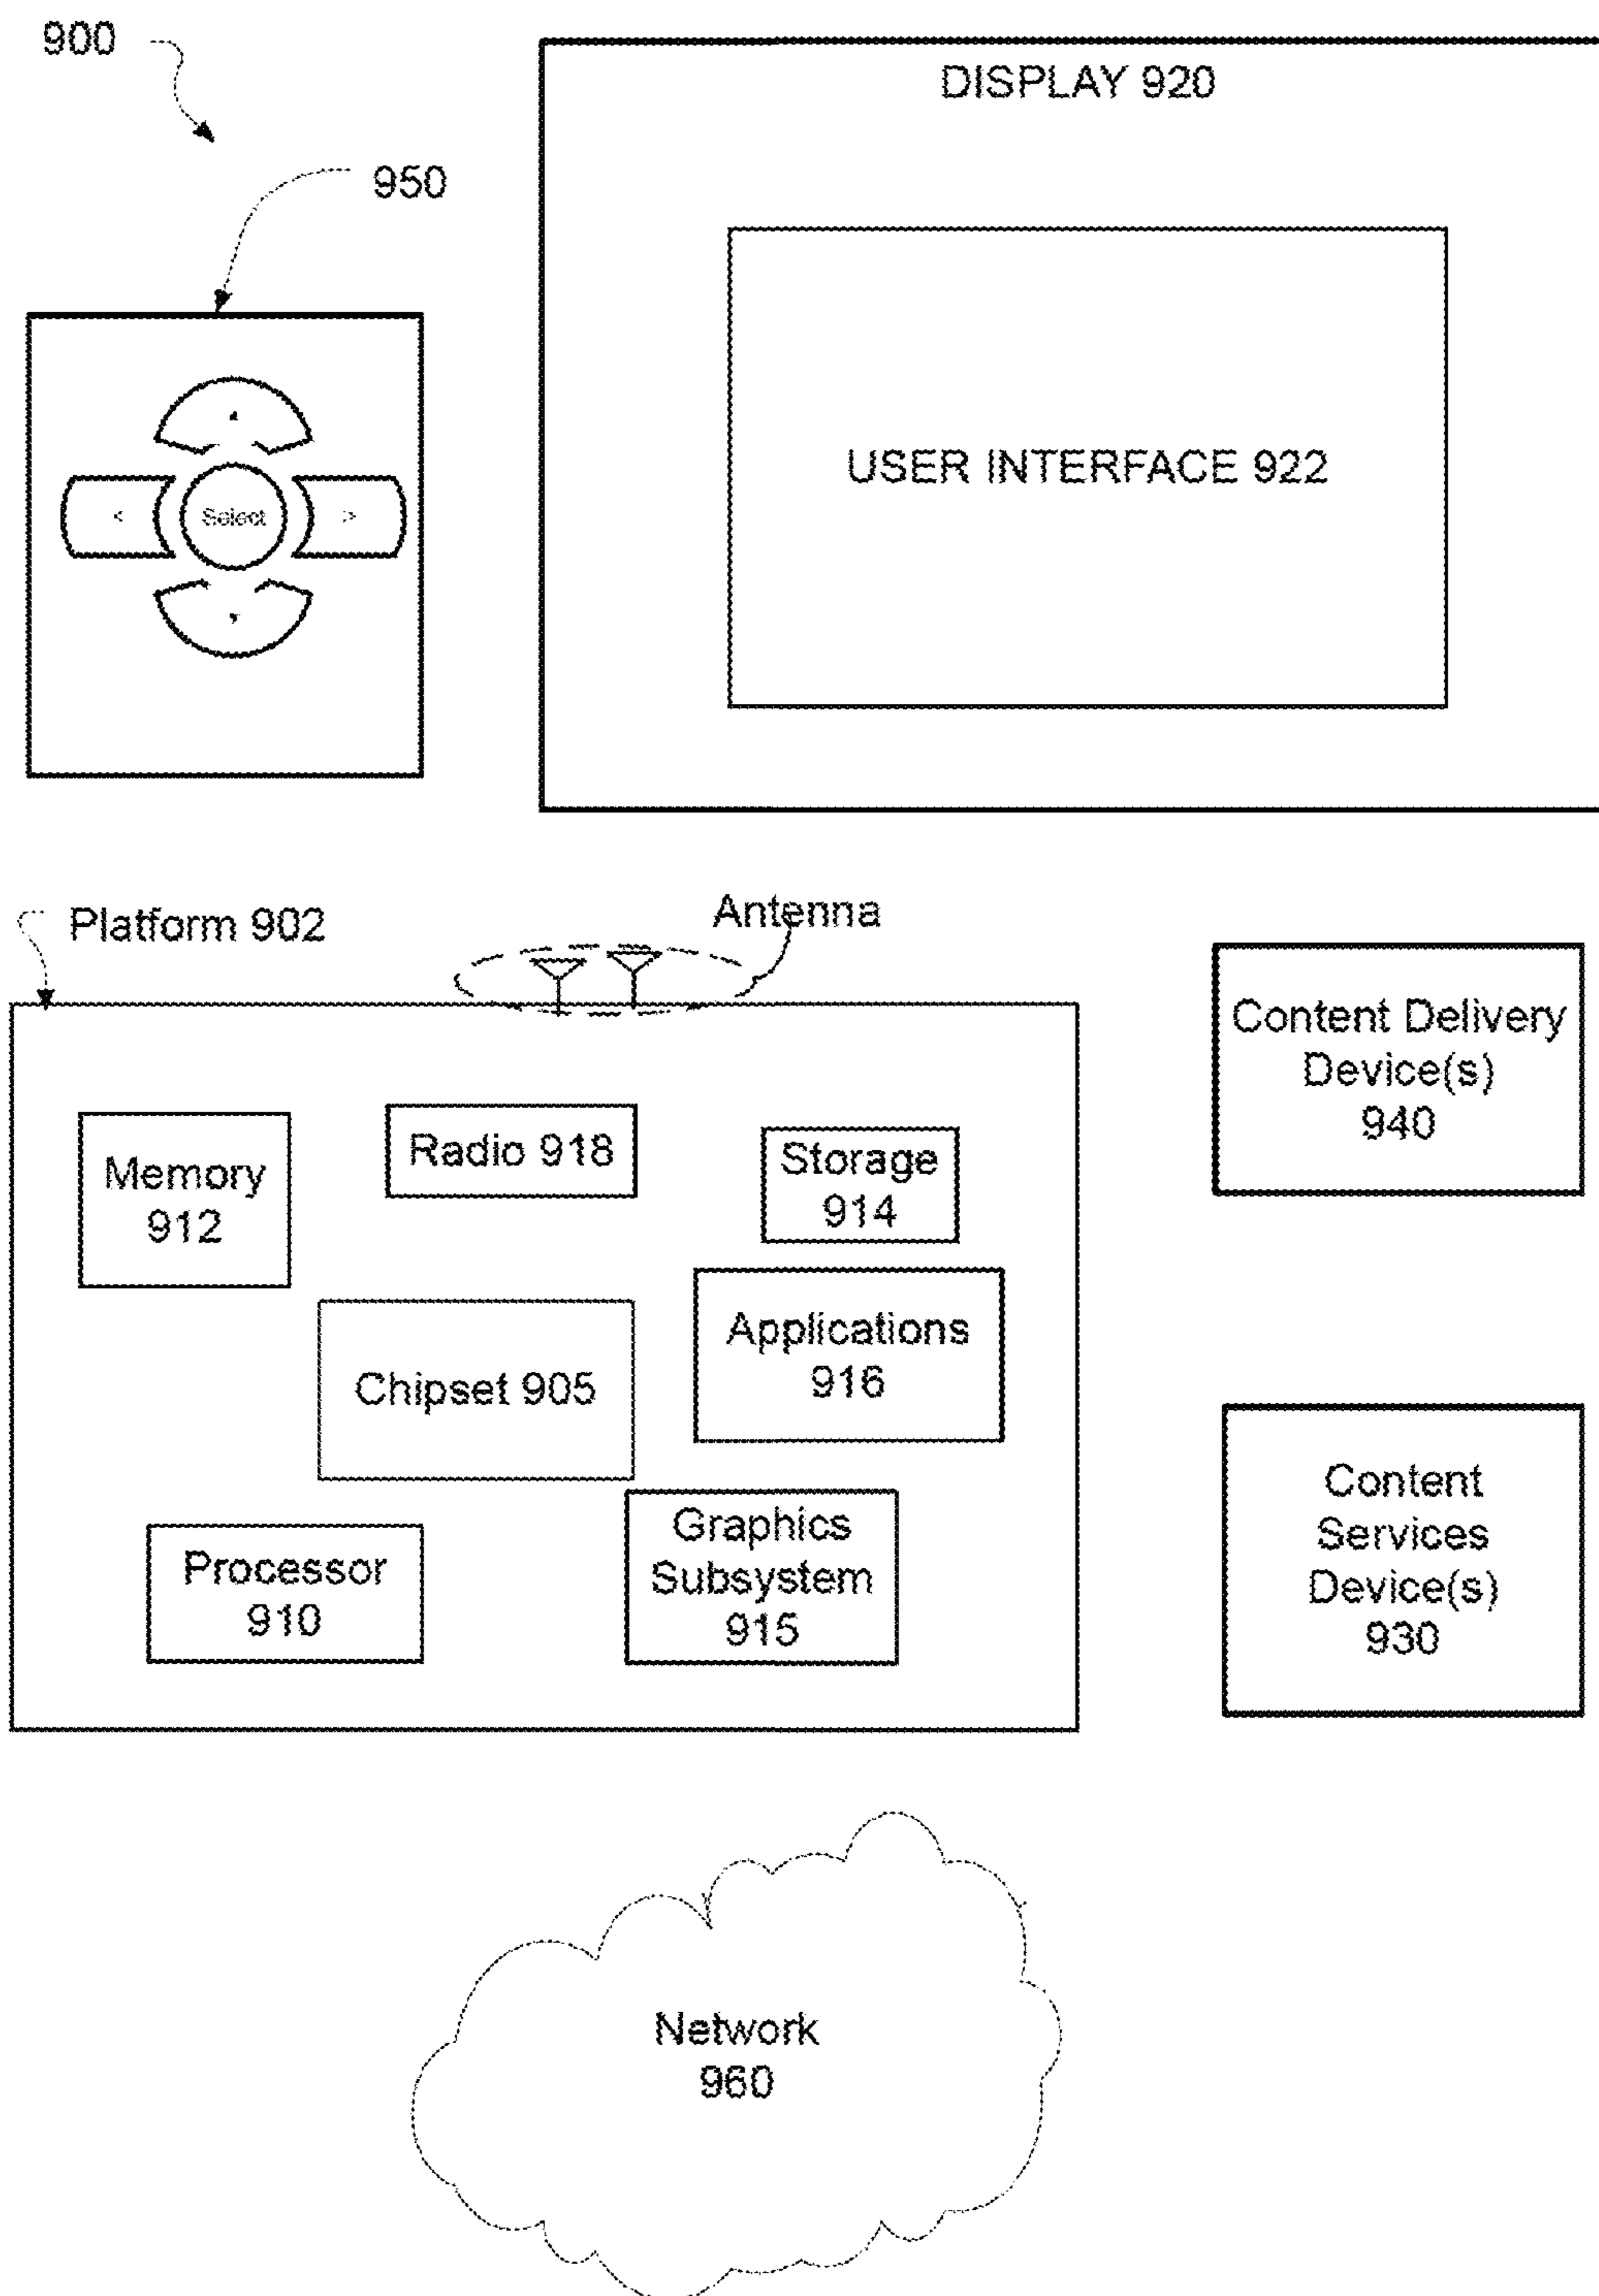 900
DISPLAY 920
950
USER INTERFACE 922
<
Select
>
Platform 902
Antenna
Content Delivery
Device(s)
940
Memory
912
Radio 918
Storage
914
Chipset 905
Applications
916
Content
Services
Device(s)
930
Processor
910
Graphics
Subsystem
915
Network
960